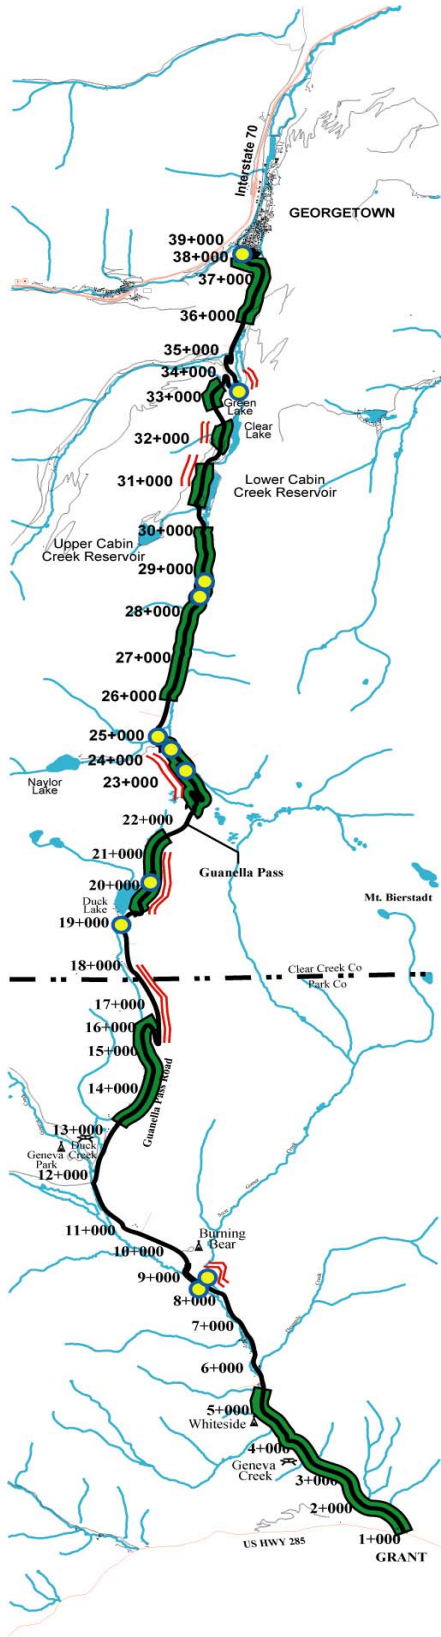 Interstate 70
GEORGETOWN
39+000
38+000
37+000
36+000
35+000
34+000
33+000
Green
Lake
Clear
Lake
32+000
31+000
Lower Cabin
Creek Reservoir
30+000
Upper Cabin
Creek Reservoir
29+000
28+000
27+000
26+000
25+000
24+000
23+000
Naylor
Lake
22+000
21+000
Guanella Pass
20+000
Duck
Lake
Mt. Bierstadt
19+000
18+000
Clear Creek Co
Park Co
17+000
16+000
15+000
14+000
Guanella Pass Road
13+000
Geneva
Park
Duck
Creek
12+000
11+000
Burning
Bear
10+000
9+000
8+000
7+000
6+000
5+000
Whiteside
4+000
Geneva
Creek
3+000
2+000
1+000
US HWY 285
GRANT